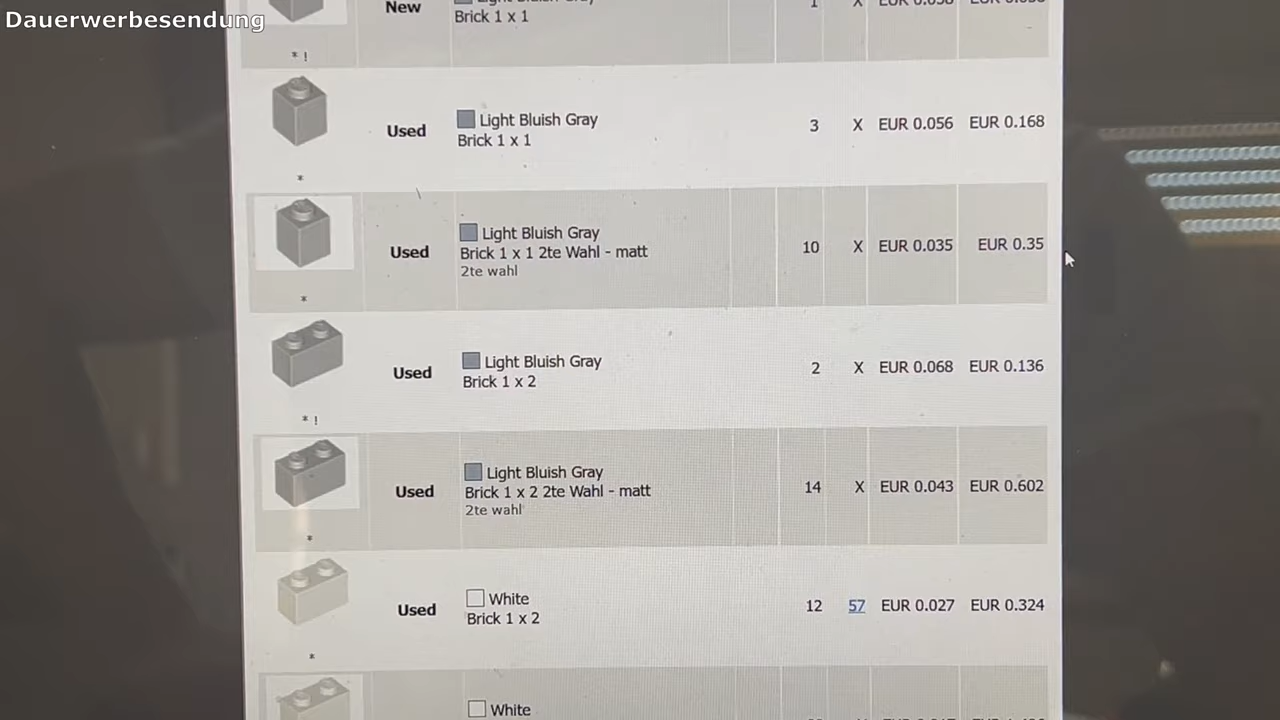 Dauerwerbesendung
New
Brick 1 x 1
1 X
* !
Used
Light Bluish Gray
Brick 1 x 1
3 X EUR 0.056 EUR 0.168
*
Used
Light Bluish Gray
Brick 1 x 1 2te Wahl - matt
2te wahl
10 X EUR 0.035 EUR 0.35
*
Used
Light Bluish Gray
Brick 1 x 2
2 X EUR 0.068 EUR 0.136
* !
Used
Light Bluish Gray
Brick 1 x 2 2te Wahl - matt
2te wahl
14 X EUR 0.043 EUR 0.602
*
Used
White
Brick 1 x 2
12 57 EUR 0.027 EUR 0.324
*
White